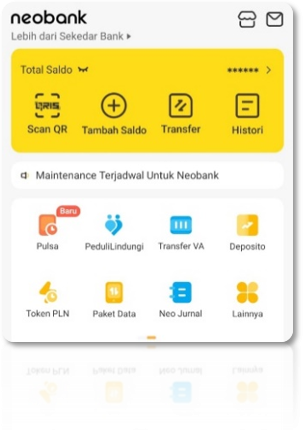 neobank
Lebih dari Sekedar Bank
Total Saldo
****** >
QRIS
Scan QR
Tambah Saldo
Transfer
Histori
Maintenance Terjadwal Untuk Neobank
Baru
Pulsa
PeduliLindungi
Transfer VA
Deposito
Token PLN
Paket Data
Neo Jurnal
Lainnya